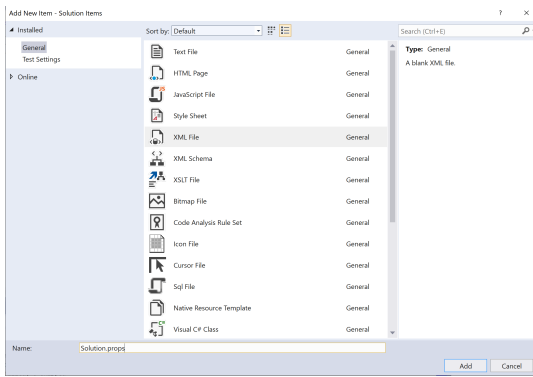 Add New Item - Solution Items
? ×
Installed
General
Test Settings
Online
Sort by: Default
Text File General
HTML Page General
JavaScript File General
Style Sheet General
XML File General
XML Schema General
XSLT File General
Bitmap File General
Code Analysis Rule Set General
Icon File General
Cursor File General
Sql File General
Native Resource Template General
Visual C# Class General
Search (Ctrl+E)
Type: General
A blank XML file.
Name: Solution.props
Add Cancel